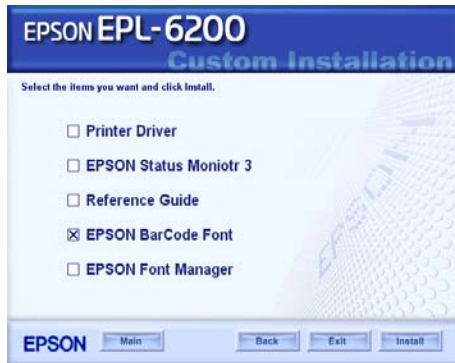 EPSON EPL-6200
Custom Installation
Select the items you want and click Install.
Printer Driver
EPSON Status Moniotr 3
Reference Guide
EPSON BarCode Font
EPSON Font Manager
EPSON
EPSON Main Back Exit Install